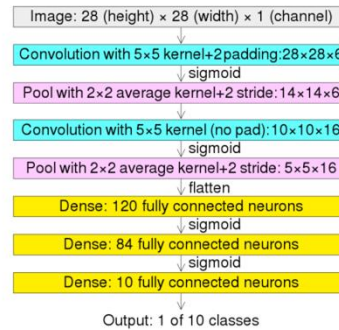 Image: 28 (height) × 28 (width) × 1 (channel)
Convolution with 5×5 kernel+2padding:28×28×6
sigmoid
Pool with 2×2 average kernel+2 stride:14×14×6
Convolution with 5×5 kernel (no pad):10×10×16
sigmoid
Pool with 2×2 average kernel+2 stride: 5×5×16
flatten
Dense: 120 fully connected neurons
sigmoid
Dense: 84 fully connected neurons
sigmoid
Dense: 10 fully connected neurons
Output: 1 of 10 classes